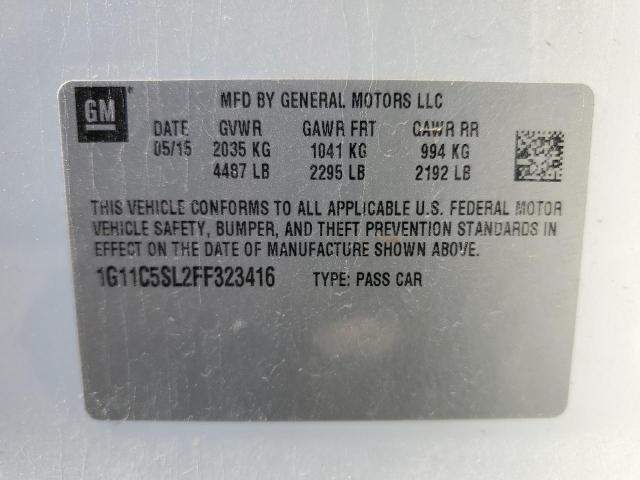 GM
MFD BY GENERAL MOTORS LLC
DATE GVWR GAWR FRT GAWR RR
05/15 2035 KG 1041 KG 994 KG
4487 LB 2295 LB 2192 LB
THIS VEHICLE CONFORMS TO ALL APPLICABLE U.S. FEDERAL MOTOR
VEHICLE SAFETY, BUMPER, AND THEFT PREVENTION STANDARDS IN
EFFECT ON THE DATE OF MANUFACTURE SHOWN ABOVE.
1G11C5SL2FF323416 TYPE: PASS CAR